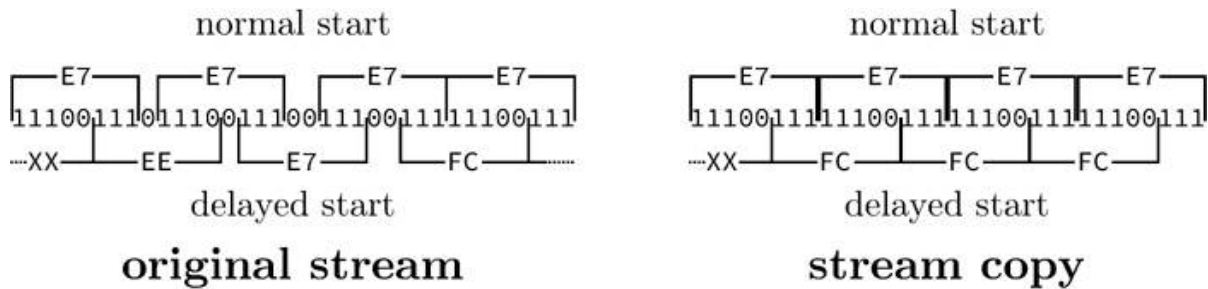 normal start
E7 E7 E7 E7
11100111011100111001110011111100111
XX EE E7 FC
delayed start
original stream
normal start
E7 E7 E7 E7
11100111111001111110011111100111
XX FC FC FC
delayed start
stream copy